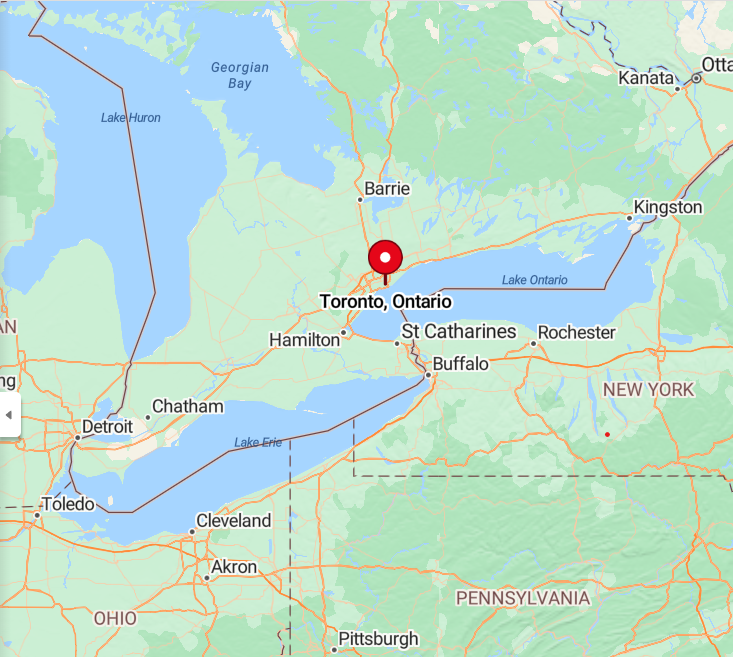 Georgian
Bay
Otta
Kanata
Lake Huron
Barrie
Kingston
Lake Ontario
Toronto, Ontario
AN
Hamilton
St Catharines
Rochester
Buffalo
ng
NEW YORK
Chatham
Detroit
Lake Erie
Toledo
Cleveland
Akron
PENNSYLVANIA
OHIO
Pittsburgh